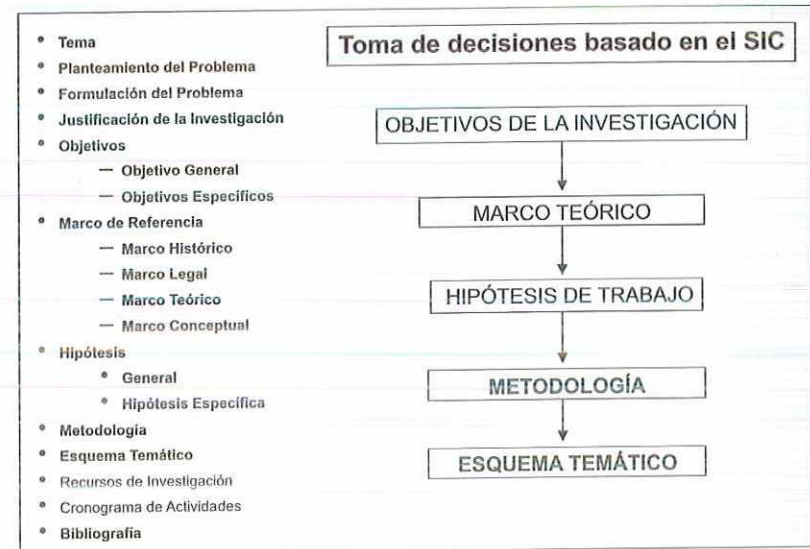 • Tema
• Planteamiento del Problema
• Formulación del Problema
• Justificación de la Investigación
• Objetivos
— Objetivo General
— Objetivos Específicos
• Marco de Referencia
— Marco Histórico
— Marco Legal
— Marco Teórico
— Marco Conceptual
• Hipótesis
• General
• Hipótesis Específica
• Metodologia
• Esquema Temático
• Recursos de Investigación
• Cronograma de Actividades
• Bibliografía
Toma de decisiones basado en el SIC
OBJETIVOS DE LA INVESTIGACIÓN
MARCO TEÓRICO
HIPÓTESIS DE TRABAJO
METODOLOGÍA
ESQUEMA TEMÁTICO